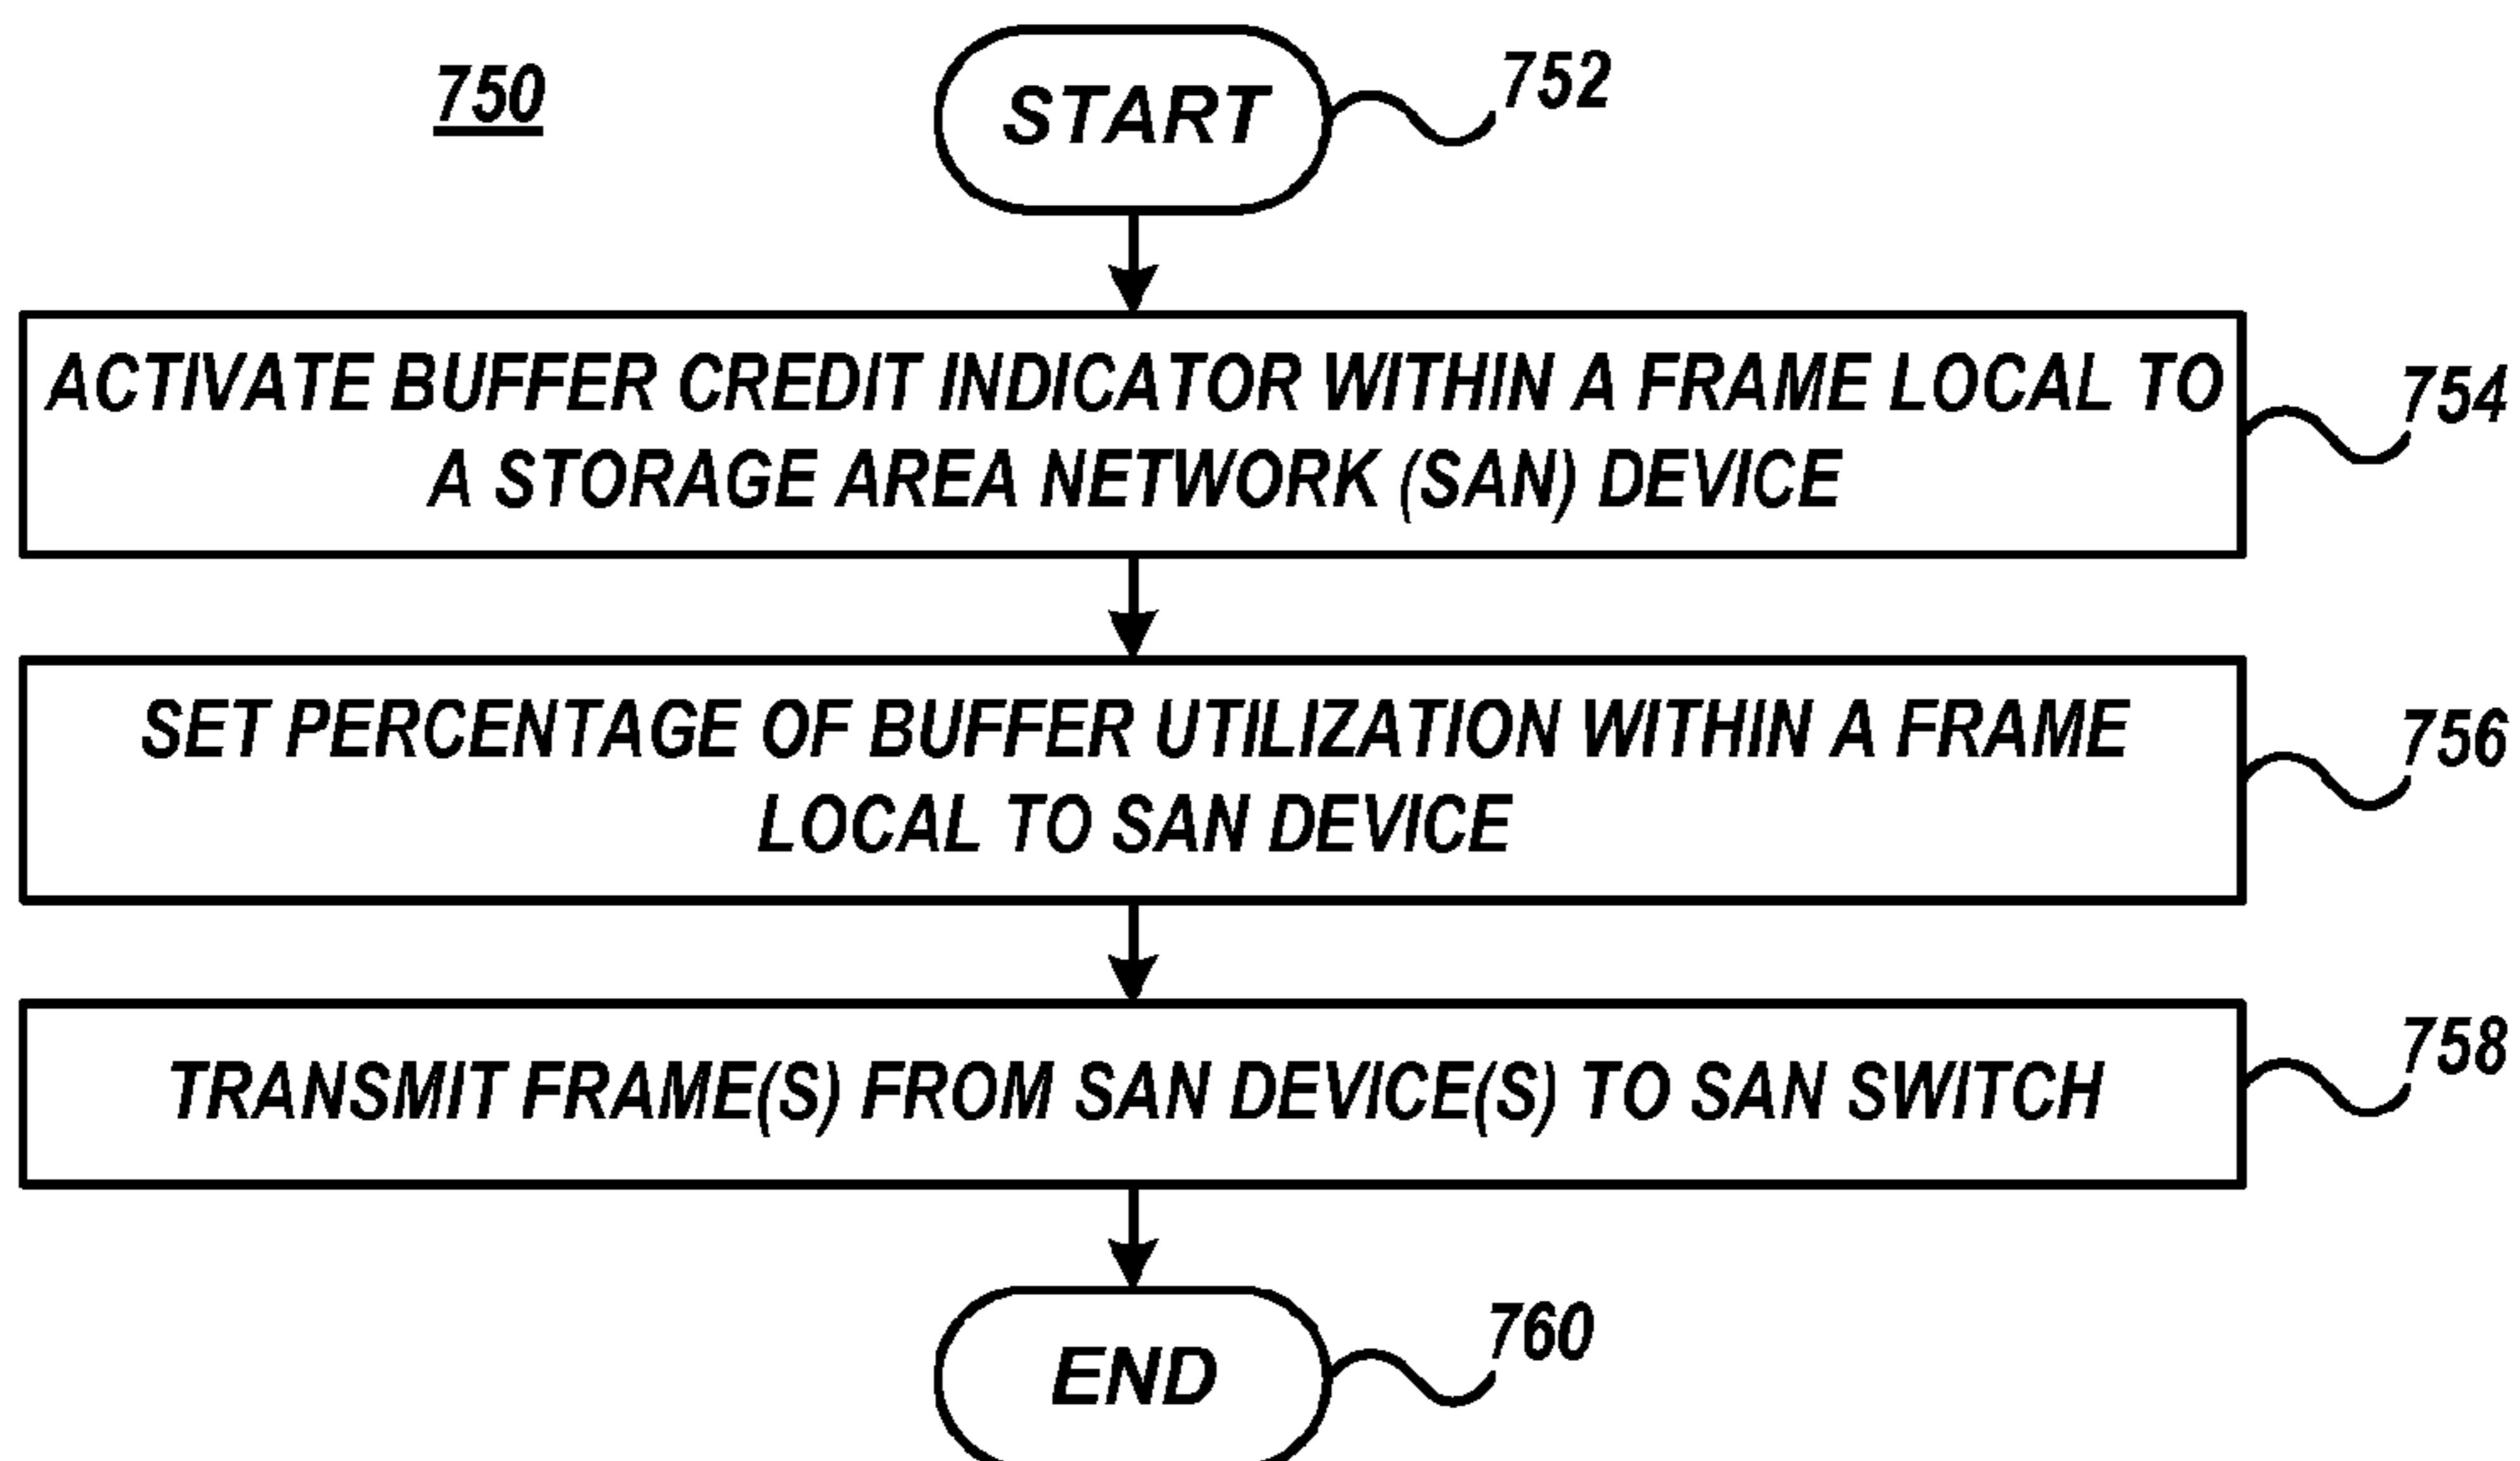 750
START
752
ACTIVATE BUFFER CREDIT INDICATOR WITHIN A FRAME LOCAL TO
A STORAGE AREA NETWORK (SAN) DEVICE
754
SET PERCENTAGE OF BUFFER UTILIZATION WITHIN A FRAME
LOCAL TO SAN DEVICE
756
TRANSMIT FRAME(S) FROM SAN DEVICE(S) TO SAN SWITCH
758
END
760